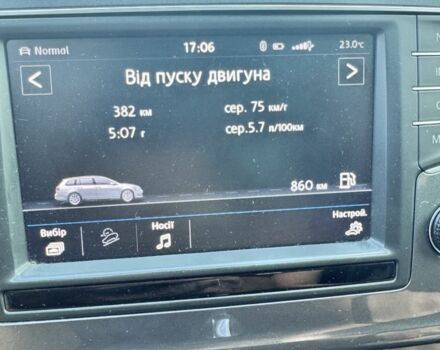 Normal 17:06 23.0°C
Від пуску двигуна
382 км сер. 75 км/г
5:07 г сер.5.7 л/100км
860 км
Вибір Носії Настрой.